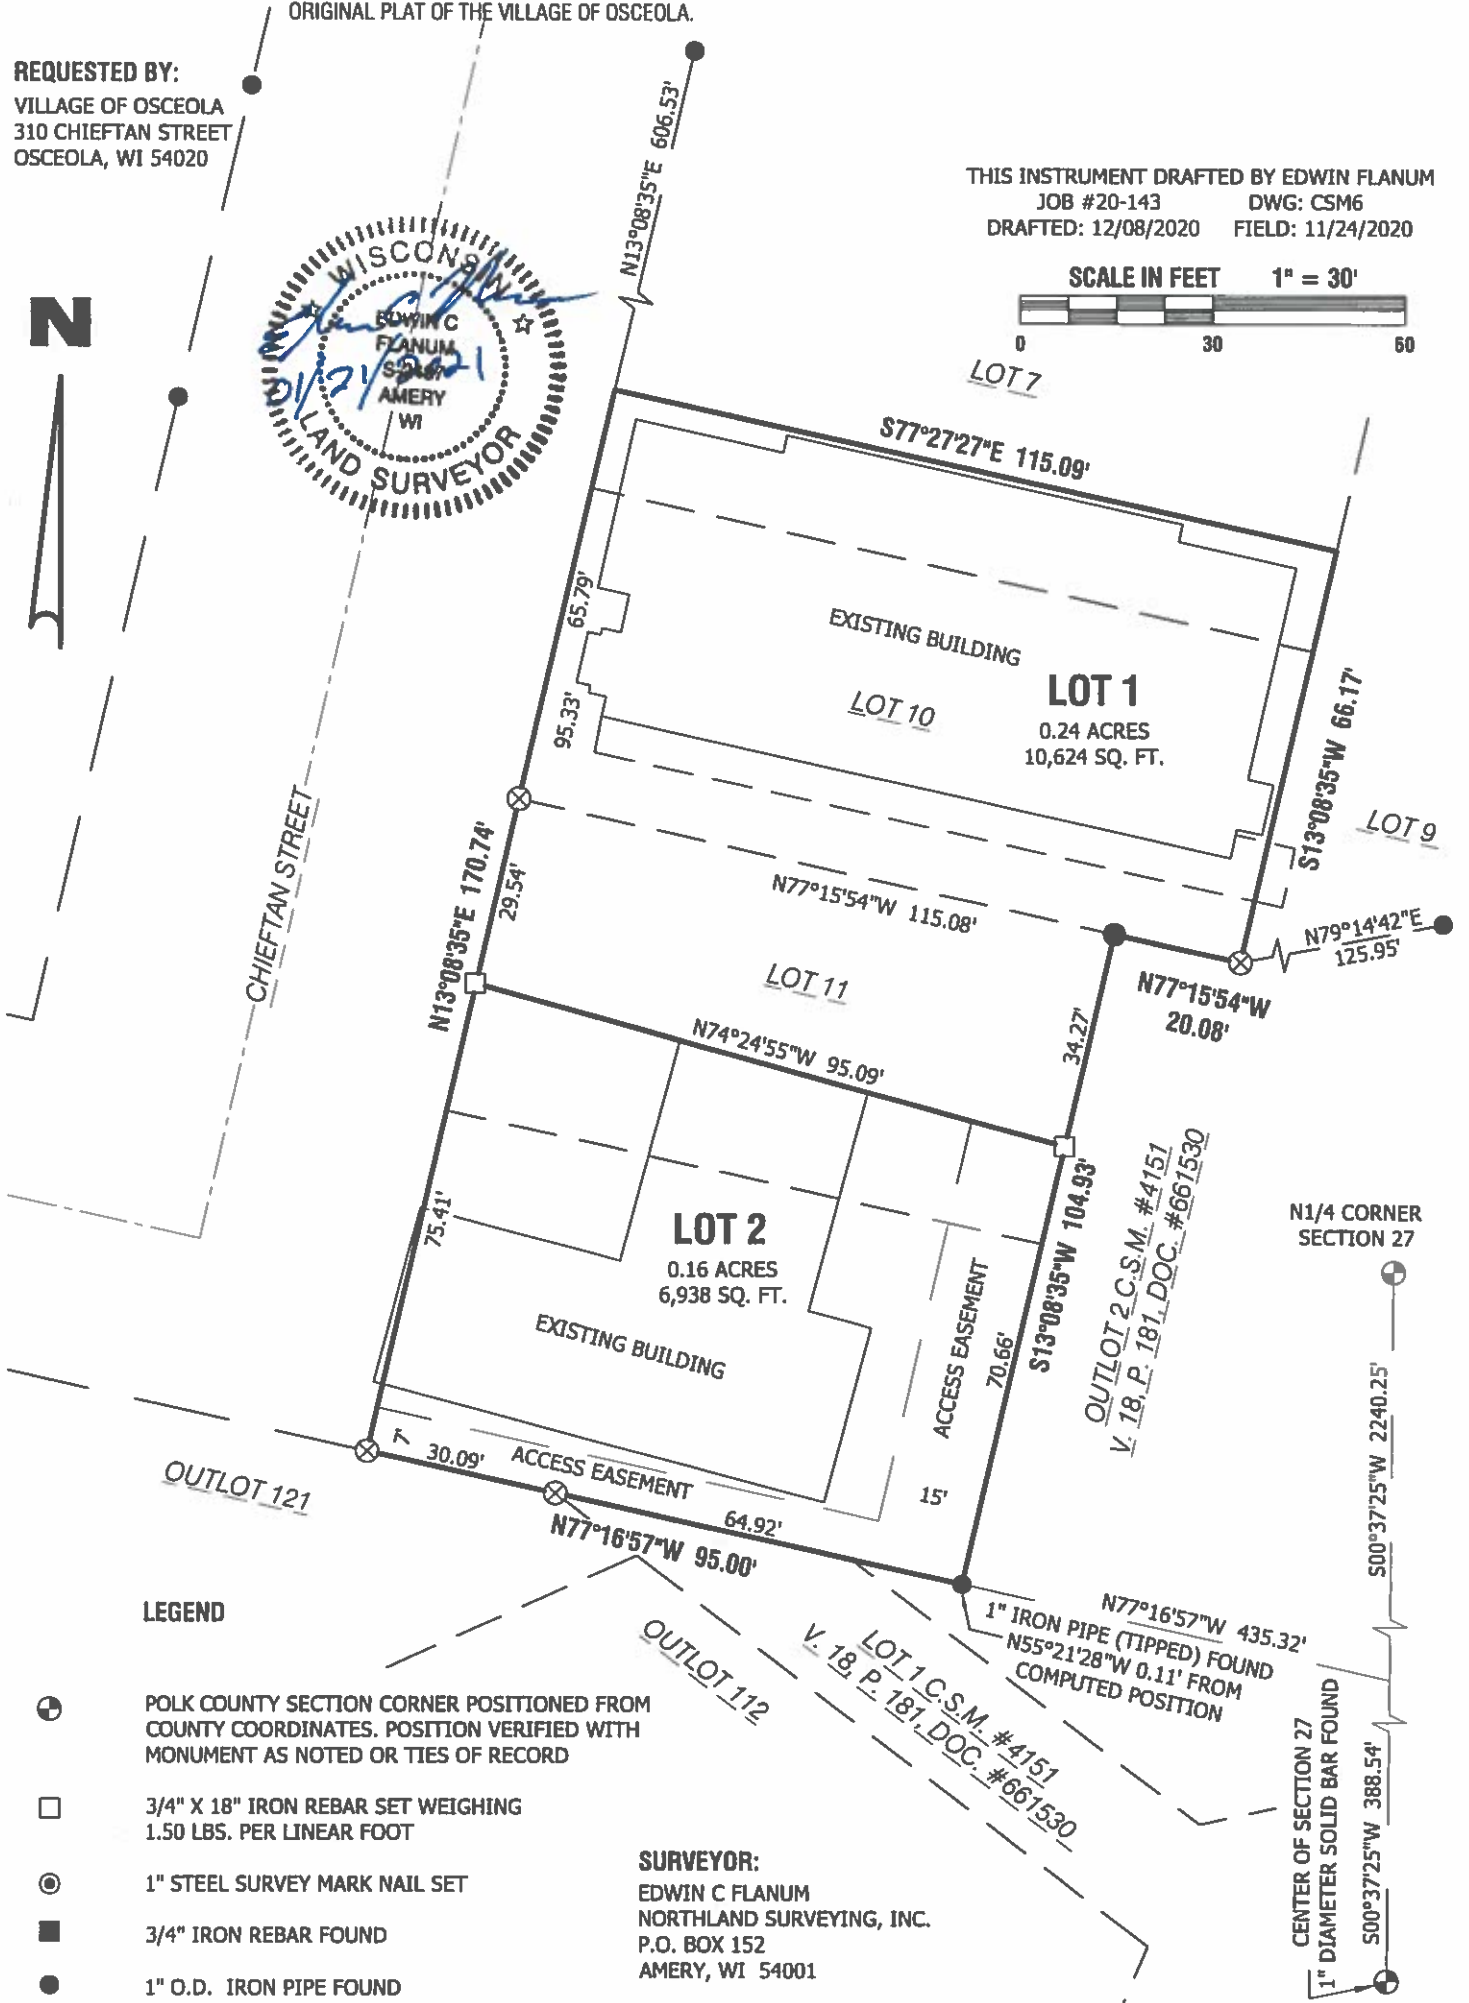 ORIGINAL PLAT OF THE VILLAGE OF OSCEOLA.
REQUESTED BY:
VILLAGE OF OSCEOLA
310 CHIEFTAN STREET
OSCEOLA, WI 54020
N13°08'35"E 606.53'
THIS INSTRUMENT DRAFTED BY EDWIN FLANUM
JOB #20-143 DWG: CSM6
DRAFTED: 12/08/2020 FIELD: 11/24/2020
SCALE IN FEET 1" = 30'
0 30 60
N
WISCONSIN
EDWIN C
FLANUM
AMERY
WI
LAND SURVEYOR
01/21/2021
LOT 7
S77°27'27"E 115.09'
65.79'
EXISTING BUILDING
LOT 1
0.24 ACRES
10,624 SQ. FT.
LOT 10
95.33'
S13°08'35"W 66.17'
LOT 9
CHIEFTAN STREET
N13°08'35"E 170.74'
29.54'
N77°15'54"W 115.08'
N79°14'42"E
125.95'
N77°15'54"W
20.08'
LOT 11
34.27'
N74°24'55"W 95.09'
75.41'
LOT 2
0.16 ACRES
6,938 SQ. FT.
EXISTING BUILDING
ACCESS EASEMENT
70.66'
S13°08'35"W 104.93'
OUTLOT 2 C.S.M. #4151
V. 18, P. 181, DOC. #661530
N1/4 CORNER
SECTION 27
S00°37'25"W 2240.25'
OUTLOT 121
7'
30.09'
ACCESS EASEMENT
15'
64.92'
N77°16'57"W 95.00'
N77°16'57"W 435.32'
1" IRON PIPE (TIPPED) FOUND
N55°21'28"W 0.11' FROM
COMPUTED POSITION
OUTLOT 112
LOT 1 C.S.M. #4151
V. 18, P. 181, DOC. #661530
CENTER OF SECTION 27
1" DIAMETER SOLID BAR FOUND
S00°37'25"W 388.54'
LEGEND
POLK COUNTY SECTION CORNER POSITIONED FROM
COUNTY COORDINATES. POSITION VERIFIED WITH
MONUMENT AS NOTED OR TIES OF RECORD
3/4" X 18" IRON REBAR SET WEIGHING
1.50 LBS. PER LINEAR FOOT
1" STEEL SURVEY MARK NAIL SET
3/4" IRON REBAR FOUND
1" O.D. IRON PIPE FOUND
SURVEYOR:
EDWIN C FLANUM
NORTHLAND SURVEYING, INC.
P.O. BOX 152
AMERY, WI 54001